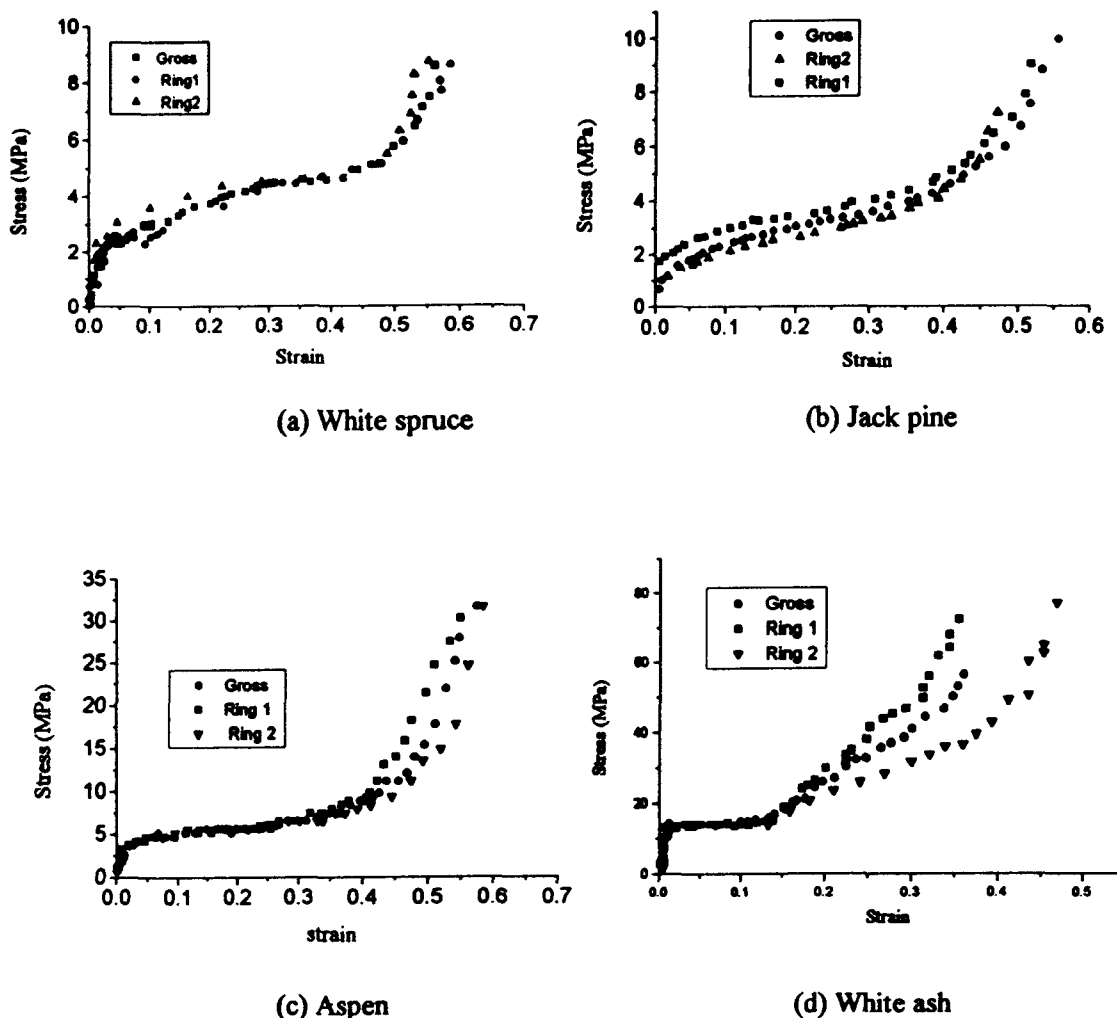 10
8
6
4
2
0
Stress (MPa)
Gross
Ring1
Ring2
0.0 0.1 0.2 0.3 0.4 0.5 0.6 0.7
Strain
(a) White spruce
10
8
6
4
2
0
Stress (MPa)
Gross
Ring2
Ring1
0.0 0.1 0.2 0.3 0.4 0.5 0.6
Strain
(b) Jack pine
35
30
25
20
15
10
5
0
Stress (MPa)
Gross
Ring 1
Ring 2
0.0 0.1 0.2 0.3 0.4 0.5 0.6 0.7
strain
(c) Aspen
80
60
40
20
0
Stress (MPa)
Gross
Ring 1
Ring 2
0.0 0.1 0.2 0.3 0.4 0.5
Strain
(d) White ash